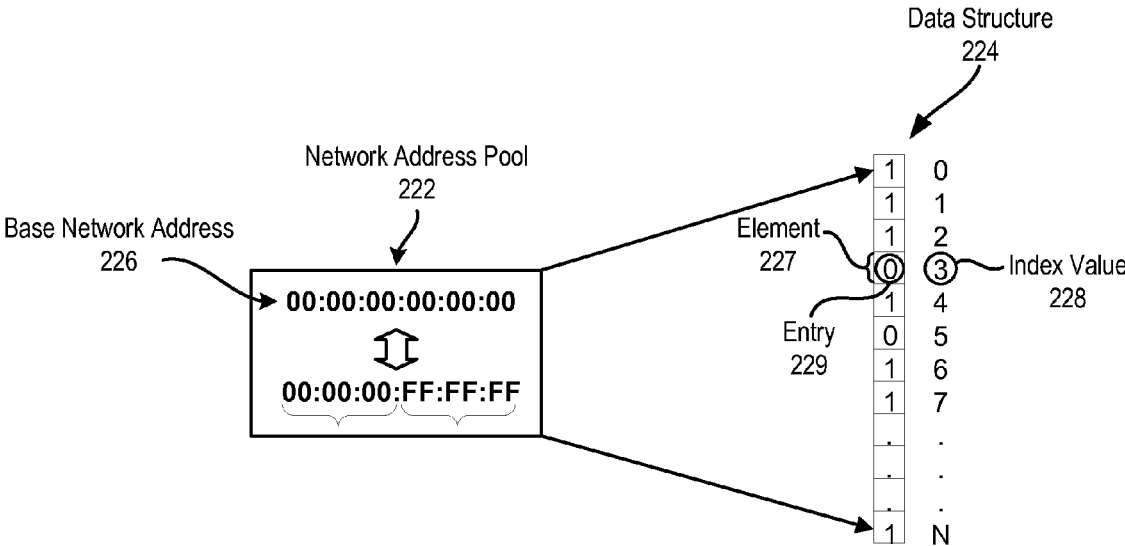 Data Structure
224
Network Address Pool
222
Base Network Address
226
00:00:00:00:00:00
00:00:00:FF:FF:FF
Element
227
Entry
229
Index Value
228
1 0
1 1
1 2
0 3
1 4
0 5
1 6
1 7
. .
. .
. .
1 N